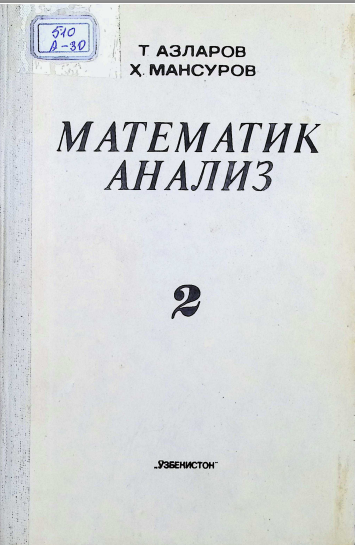 510
А-30
Т АЗЛАРОВ
Ҳ. МАНСУРОВ
МАТЕМАТИК
АНАЛИЗ
2
„ЎЗБЕКИСТОН“